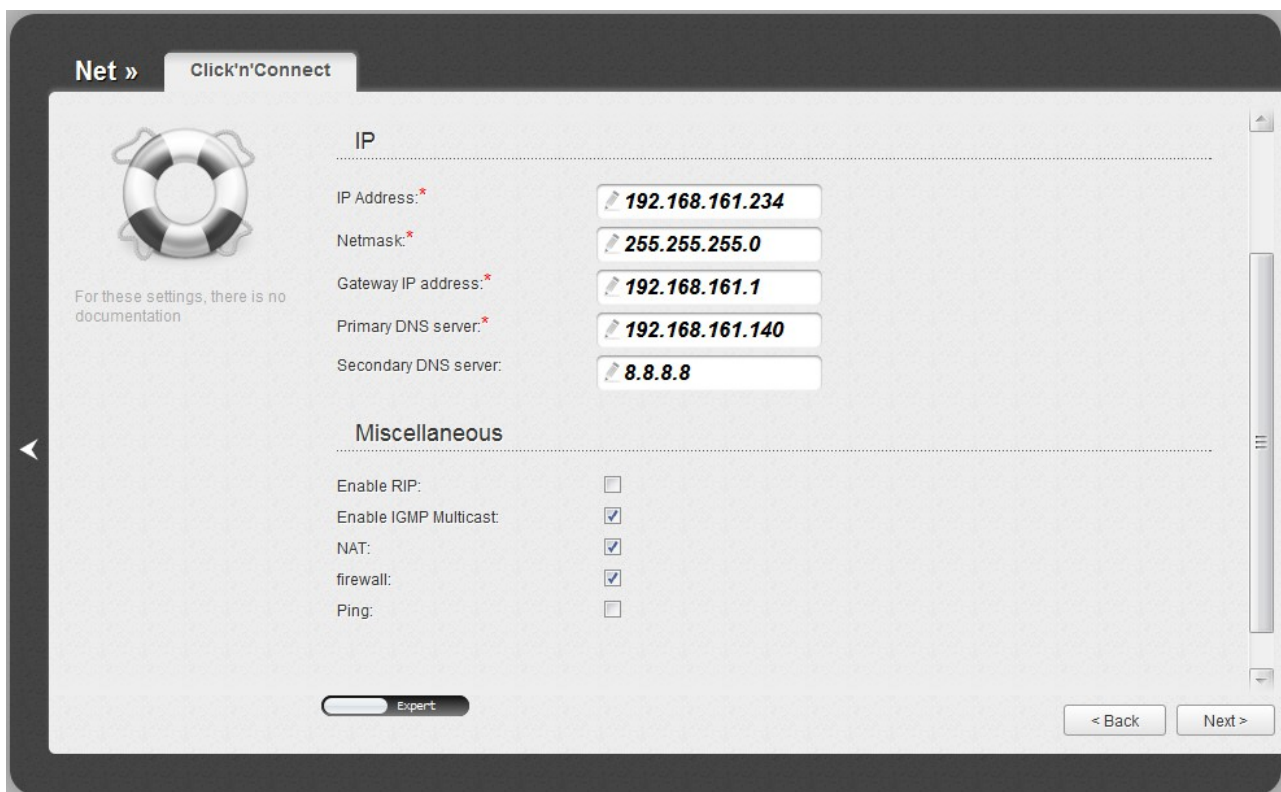 Net » Click'n'Connect
For these settings, there is no
documentation
IP
IP Address:* 192.168.161.234
Netmask:* 255.255.255.0
Gateway IP address:* 192.168.161.1
Primary DNS server:* 192.168.161.140
Secondary DNS server: 8.8.8.8
Miscellaneous
Enable RIP:
Enable IGMP Multicast:
NAT:
firewall:
Ping:
Expert
< Back Next >